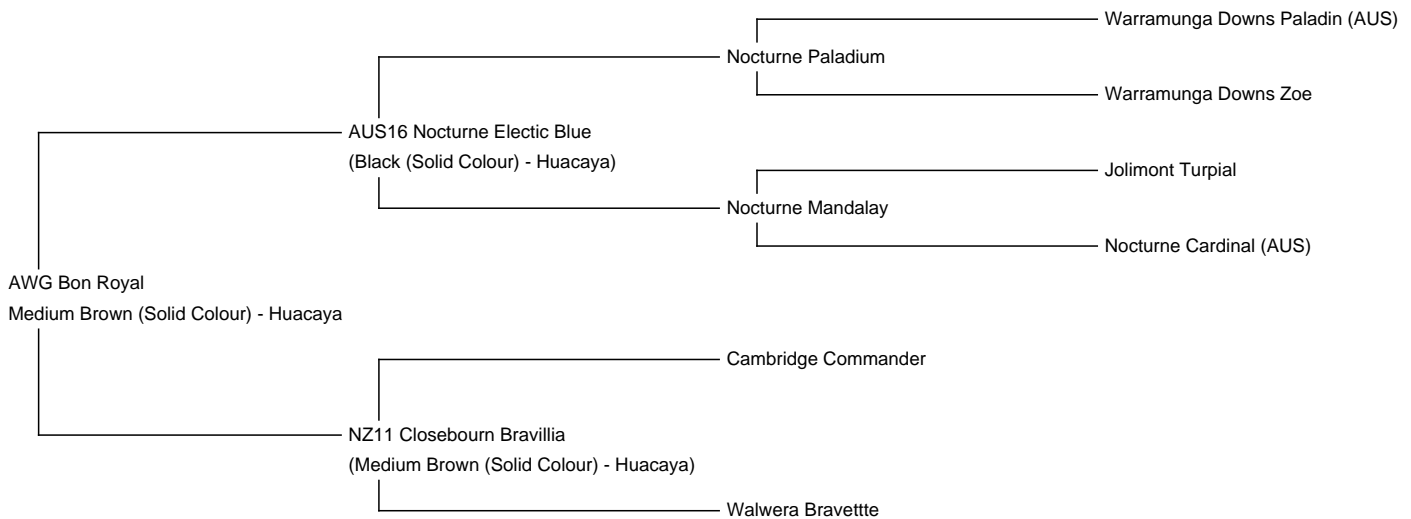 Warramunga Downs Paladin (AUS)
Nocturne Paladium
Warramunga Downs Zoe
AUS16 Nocturne Electic Blue
(Black (Solid Colour) - Huacaya)
Jolimont Turpial
Nocturne Mandalay
Nocturne Cardinal (AUS)
AWG Bon Royal
Medium Brown (Solid Colour) - Huacaya
Cambridge Commander
NZ11 Closebourn Bravillia
(Medium Brown (Solid Colour) - Huacaya)
Walwera Bravettte